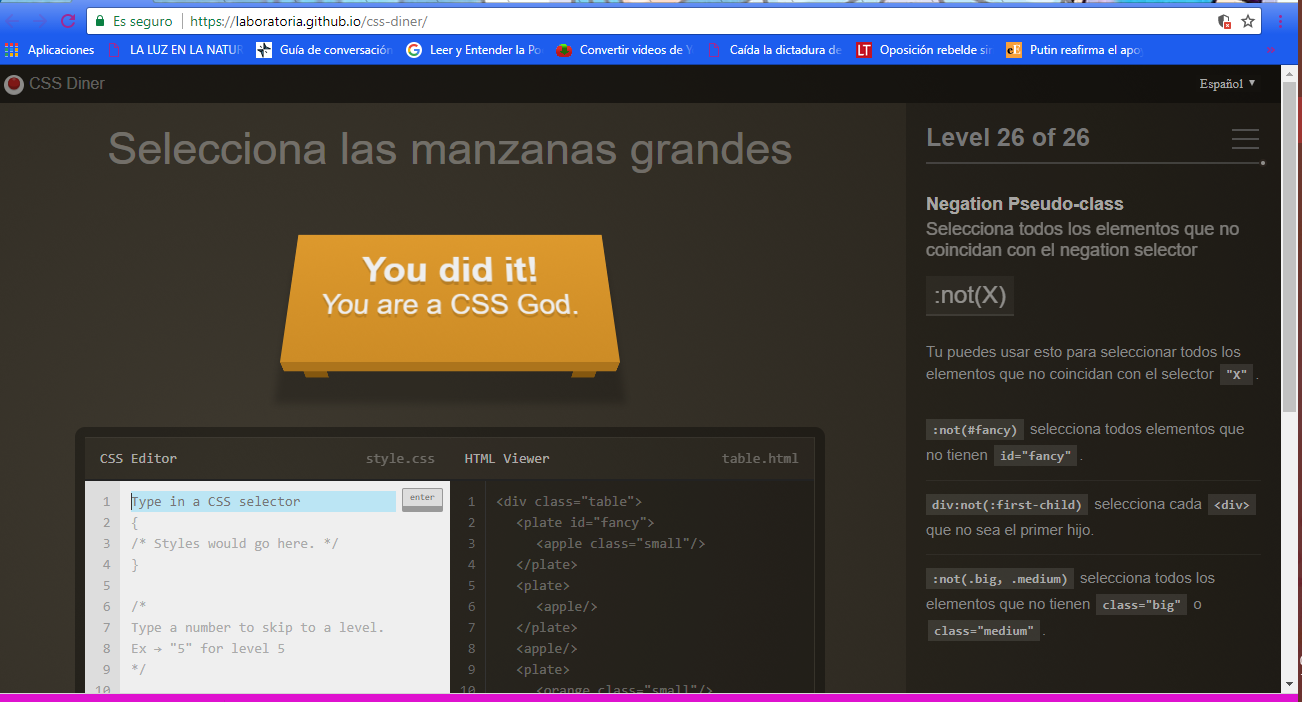 Es seguro | https://laboratoria.github.io/css-diner/
Aplicaciones LA LUZ EN LA NATUR Guía de conversación Leer y Entender la Po Convertir videos de Y Caída la dictadura de LT Oposición rebelde sir eE Putin reafirma el apoy
CSS Diner
Español ▼
Selecciona las manzanas grandes
You did it!
You are a CSS God.
CSS Editor style.css
1 Type in a CSS selector
enter
2 {
3 /* Styles would go here. */
4 }
5
6 /*
7 Type a number to skip to a level.
8 Ex → "5" for level 5
9 */
10
HTML Viewer table.html
1 <div class="table">
2 <plate id="fancy">
3 <apple class="small"/>
4 </plate>
5 <plate>
6 <apple/>
7 </plate>
8 <apple/>
9 <plate>
10 <orange class="small"/>
Level 26 of 26
Negation Pseudo-class
Selecciona todos los elementos que no
coincidan con el negation selector
:not(X)
Tu puedes usar esto para seleccionar todos los
elementos que no coincidan con el selector "X" .
:not(#fancy) selecciona todos elementos que
no tienen id="fancy" .
div:not(:first-child) selecciona cada <div>
que no sea el primer hijo.
:not(.big, .medium) selecciona todos los
elementos que no tienen class="big" o
class="medium" .